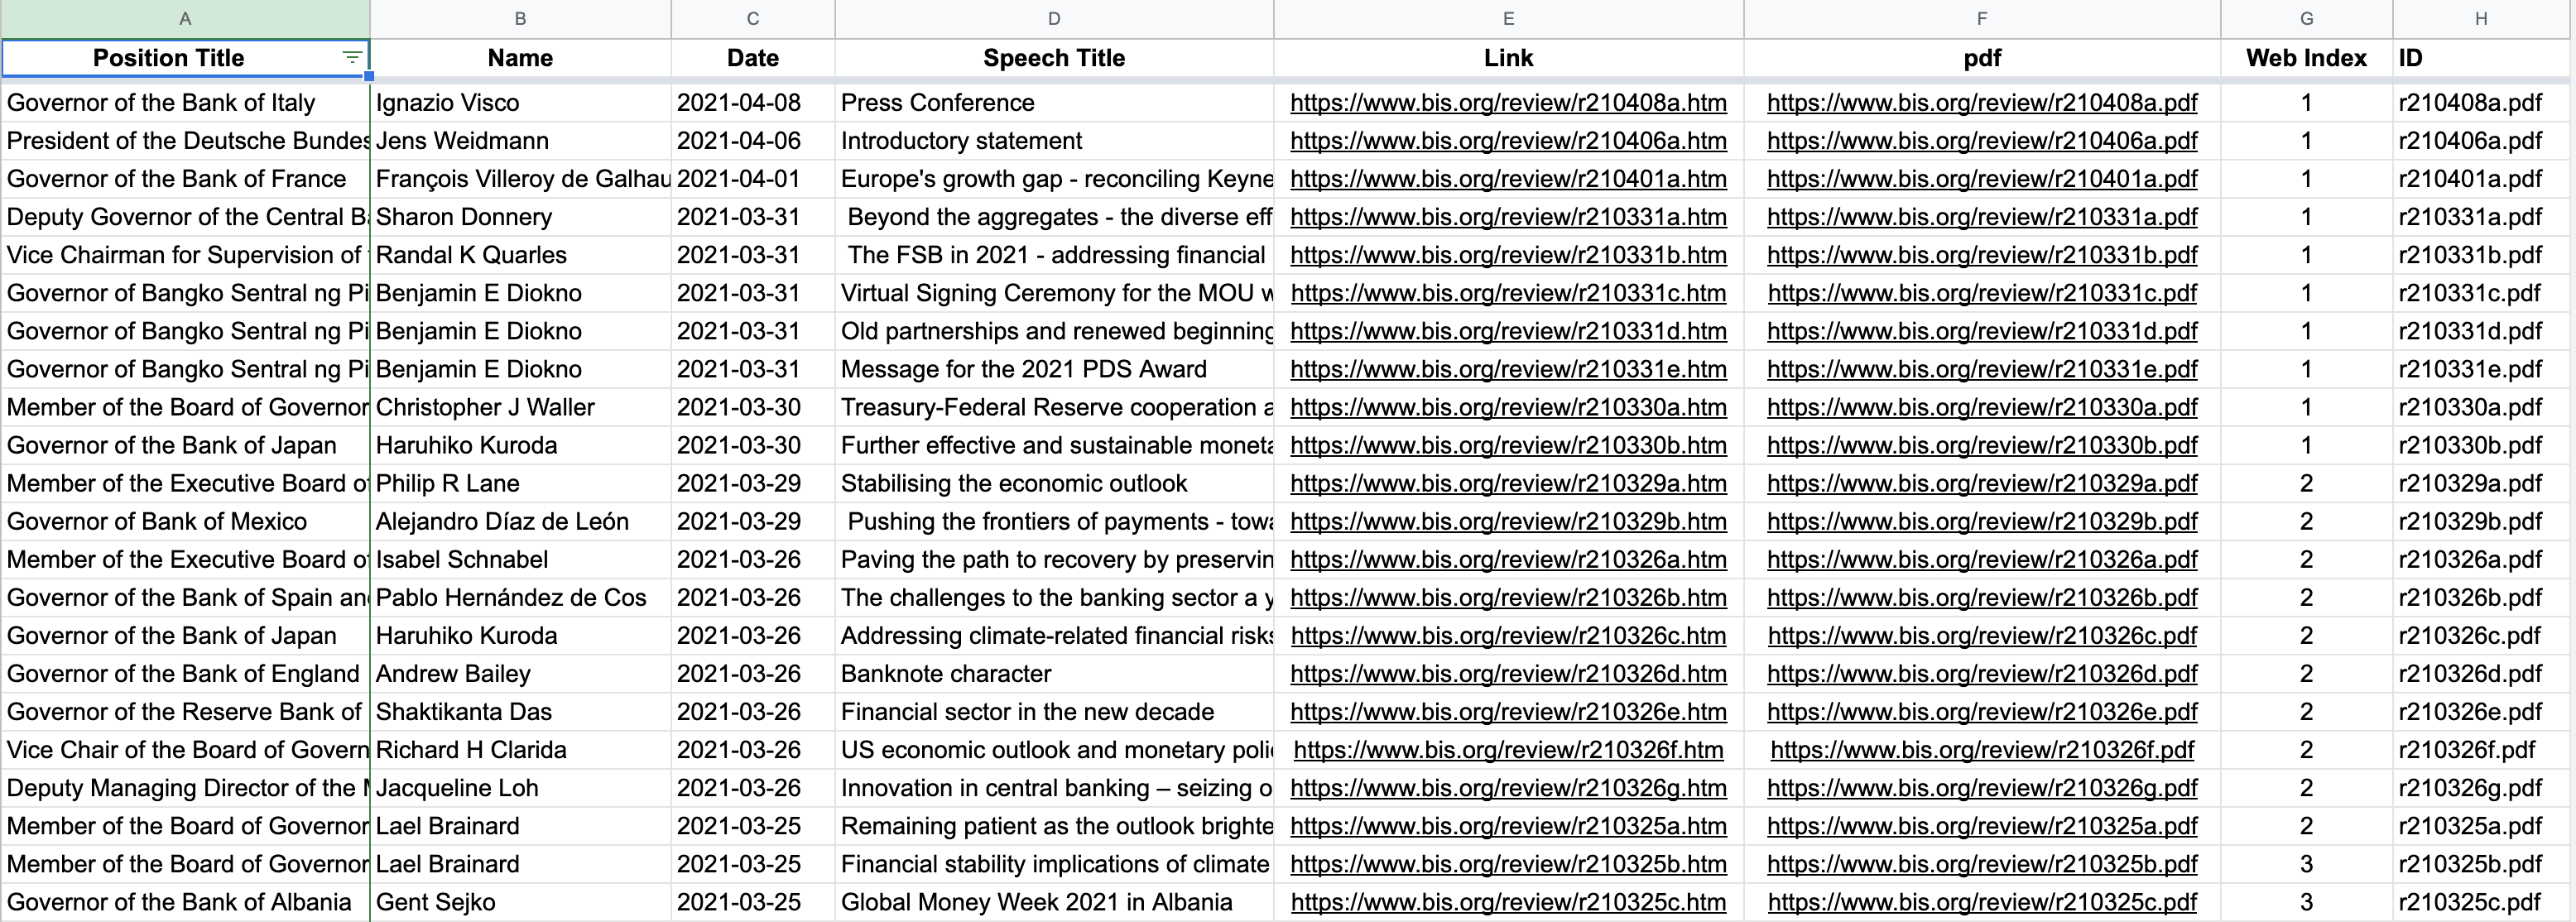 A B C D E F G H
Position Title Name Date Speech Title Link pdf Web Index ID
Governor of the Bank of Italy Ignazio Visco 2021-04-08 Press Conference https://www.bis.org/review/r210408a.htm https://www.bis.org/review/r210408a.pdf 1 r210408a.pdf
President of the Deutsche Bundes Jens Weidmann 2021-04-06 Introductory statement https://www.bis.org/review/r210406a.htm https://www.bis.org/review/r210406a.pdf 1 r210406a.pdf
Governor of the Bank of France François Villeroy de Galhau 2021-04-01 Europe's growth gap - reconciling Keyne https://www.bis.org/review/r210401a.htm https://www.bis.org/review/r210401a.pdf 1 r210401a.pdf
Deputy Governor of the Central Ba Sharon Donnery 2021-03-31 Beyond the aggregates - the diverse eff https://www.bis.org/review/r210331a.htm https://www.bis.org/review/r210331a.pdf 1 r210331a.pdf
Vice Chairman for Supervision of Randal K Quarles 2021-03-31 The FSB in 2021 - addressing financial https://www.bis.org/review/r210331b.htm https://www.bis.org/review/r210331b.pdf 1 r210331b.pdf
Governor of Bangko Sentral ng Pi Benjamin E Diokno 2021-03-31 Virtual Signing Ceremony for the MOU w https://www.bis.org/review/r210331c.htm https://www.bis.org/review/r210331c.pdf 1 r210331c.pdf
Governor of Bangko Sentral ng Pi Benjamin E Diokno 2021-03-31 Old partnerships and renewed beginning https://www.bis.org/review/r210331d.htm https://www.bis.org/review/r210331d.pdf 1 r210331d.pdf
Governor of Bangko Sentral ng Pi Benjamin E Diokno 2021-03-31 Message for the 2021 PDS Award https://www.bis.org/review/r210331e.htm https://www.bis.org/review/r210331e.pdf 1 r210331e.pdf
Member of the Board of Governor Christopher J Waller 2021-03-30 Treasury-Federal Reserve cooperation a https://www.bis.org/review/r210330a.htm https://www.bis.org/review/r210330a.pdf 1 r210330a.pdf
Governor of the Bank of Japan Haruhiko Kuroda 2021-03-30 Further effective and sustainable moneta https://www.bis.org/review/r210330b.htm https://www.bis.org/review/r210330b.pdf 1 r210330b.pdf
Member of the Executive Board of Philip R Lane 2021-03-29 Stabilising the economic outlook https://www.bis.org/review/r210329a.htm https://www.bis.org/review/r210329a.pdf 2 r210329a.pdf
Governor of Bank of Mexico Alejandro Díaz de León 2021-03-29 Pushing the frontiers of payments - towa https://www.bis.org/review/r210329b.htm https://www.bis.org/review/r210329b.pdf 2 r210329b.pdf
Member of the Executive Board of Isabel Schnabel 2021-03-26 Paving the path to recovery by preservin https://www.bis.org/review/r210326a.htm https://www.bis.org/review/r210326a.pdf 2 r210326a.pdf
Governor of the Bank of Spain and Pablo Hernández de Cos 2021-03-26 The challenges to the banking sector a y https://www.bis.org/review/r210326b.htm https://www.bis.org/review/r210326b.pdf 2 r210326b.pdf
Governor of the Bank of Japan Haruhiko Kuroda 2021-03-26 Addressing climate-related financial risks https://www.bis.org/review/r210326c.htm https://www.bis.org/review/r210326c.pdf 2 r210326c.pdf
Governor of the Bank of England Andrew Bailey 2021-03-26 Banknote character https://www.bis.org/review/r210326d.htm https://www.bis.org/review/r210326d.pdf 2 r210326d.pdf
Governor of the Reserve Bank of Shaktikanta Das 2021-03-26 Financial sector in the new decade https://www.bis.org/review/r210326e.htm https://www.bis.org/review/r210326e.pdf 2 r210326e.pdf
Vice Chair of the Board of Govern Richard H Clarida 2021-03-26 US economic outlook and monetary polic https://www.bis.org/review/r210326f.htm https://www.bis.org/review/r210326f.pdf 2 r210326f.pdf
Deputy Managing Director of the M Jacqueline Loh 2021-03-26 Innovation in central banking – seizing o https://www.bis.org/review/r210326g.htm https://www.bis.org/review/r210326g.pdf 2 r210326g.pdf
Member of the Board of Governor Lael Brainard 2021-03-25 Remaining patient as the outlook brighte https://www.bis.org/review/r210325a.htm https://www.bis.org/review/r210325a.pdf 2 r210325a.pdf
Member of the Board of Governor Lael Brainard 2021-03-25 Financial stability implications of climate https://www.bis.org/review/r210325b.htm https://www.bis.org/review/r210325b.pdf 3 r210325b.pdf
Governor of the Bank of Albania Gent Sejko 2021-03-25 Global Money Week 2021 in Albania https://www.bis.org/review/r210325c.htm https://www.bis.org/review/r210325c.pdf 3 r210325c.pdf